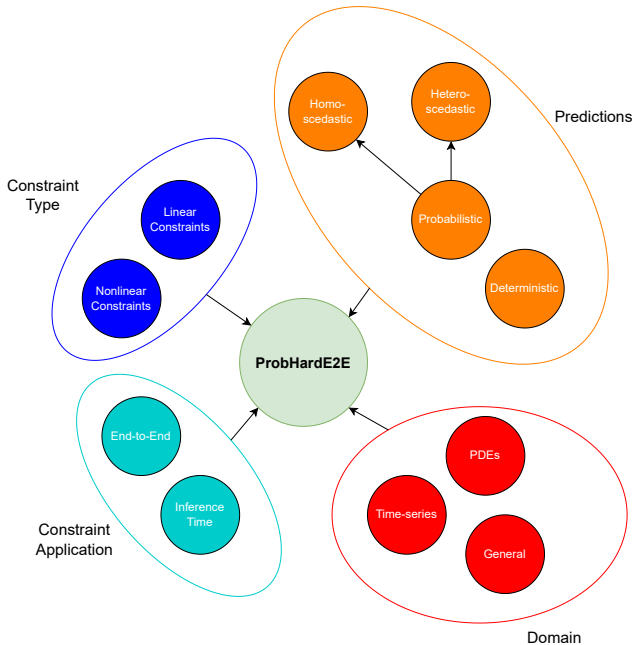 Homo-
scedastic
Hetero-
scedastic
Predictions
Constraint
Type
Linear
Constraints
Probabilistic
Nonlinear
Constraints
Deterministic
ProbHardE2E
End-to-End
PDEs
Inference
Time
Time-series
Constraint
Application
General
Domain